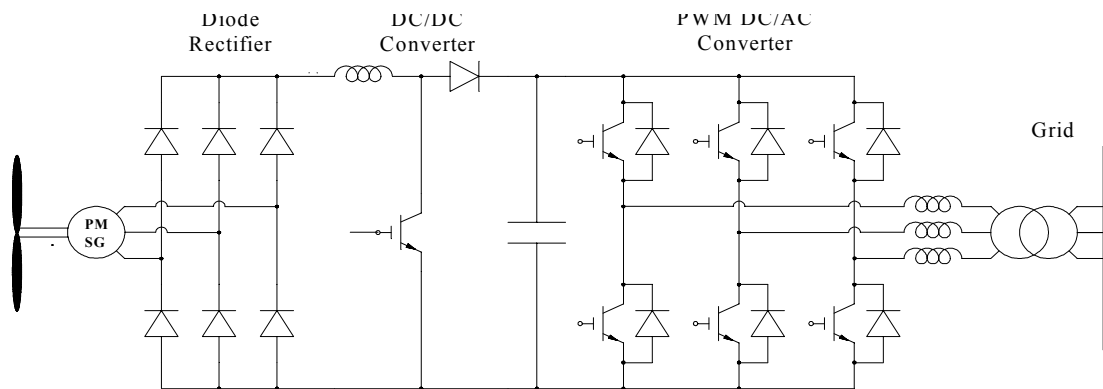 Diode
Rectifier
DC/DC
Converter
PWM DC/AC
Converter
Grid
PM
SG